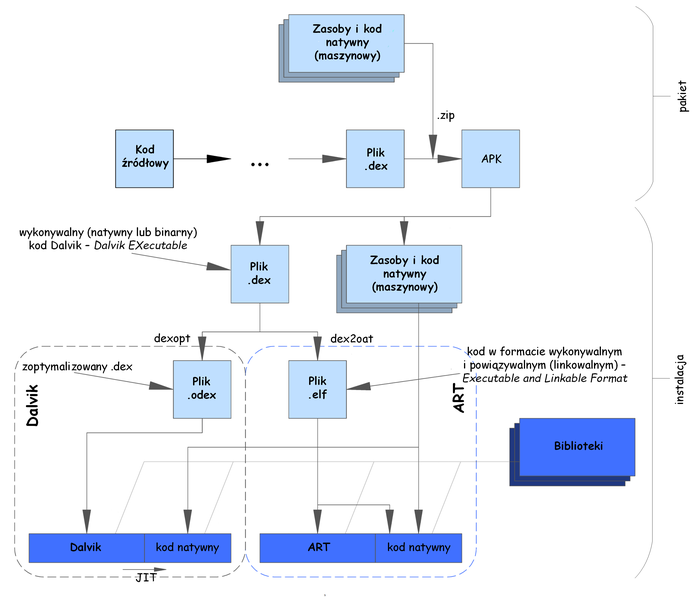 Zasoby i kod
natywny
(maszynowy)
pakiet
.zip
Kod
źródłowy
...
Plik
.dex
APK
wykonywalny (natywny lub binarny)
kod Dalvik – Dalvik EXecutable
Plik
.dex
Zasoby i kod
natywny
(maszynowy)
dexopt
dex2oat
kod w formacie wykonywalnym
i powiązywalnym (linkowalnym) –
Executable and Linkable Format
zoptymalizowany .dex
Plik
.odex
Plik
.elf
Dalvik
ART
instalacja
Biblioteki
Dalvik
kod natywny
ART
kod natywny
JIT